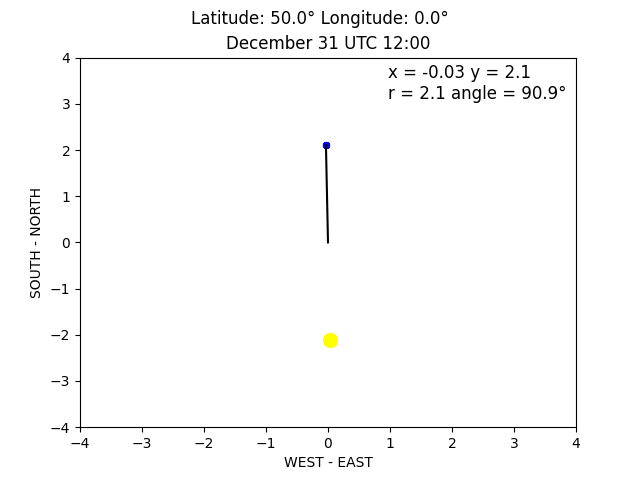 Latitude: 50.0° Longitude: 0.0°
December 31 UTC 12:00
x = -0.03 y = 2.1
r = 2.1 angle = 90.9°
4
3
2
1
0
−1
−2
−3
−4
SOUTH - NORTH
−4 −3 −2 −1 0 1 2 3 4
WEST - EAST